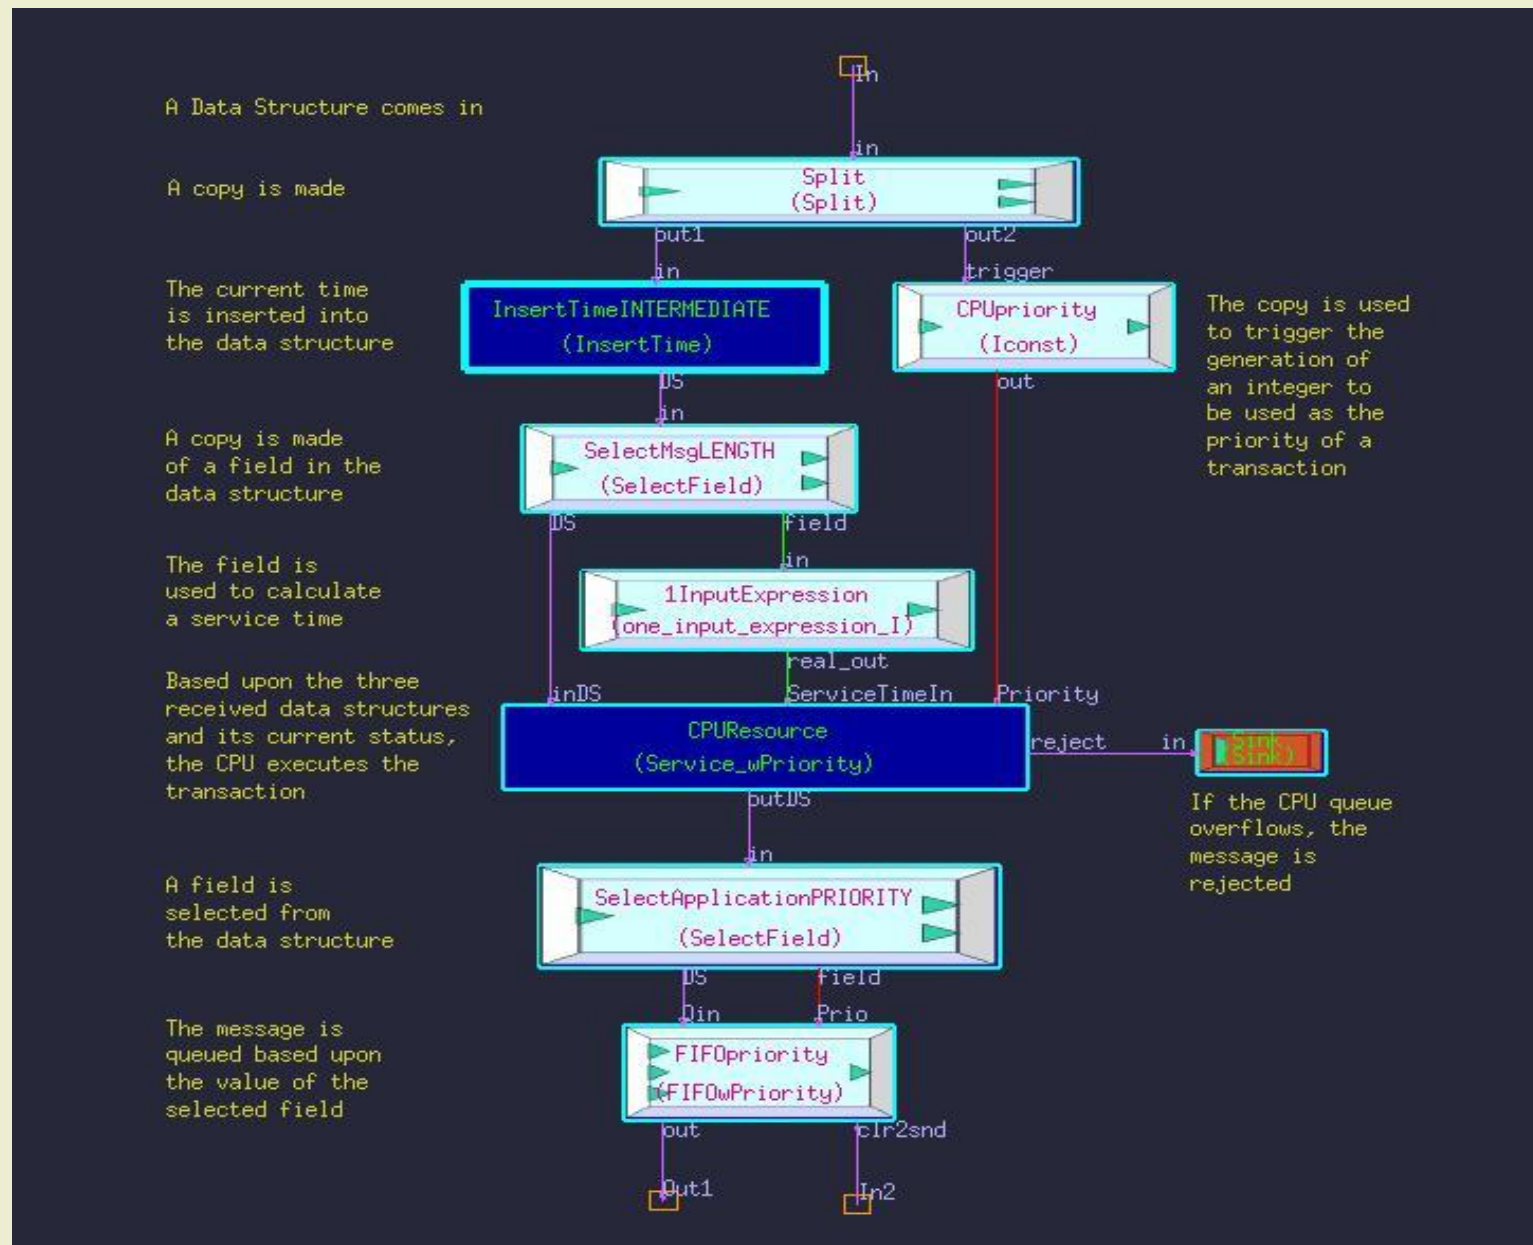 In
A Data Structure comes in
in
Split
(Split)
A copy is made
out1
out2
in
trigger
The current time
is inserted into
the data structure
InsertTimeINTERMEDIATE
(InsertTime)
CPUpriority
(Iconst)
The copy is used
to trigger the
generation of
an integer to
be used as the
priority of a
transaction
DS
out
in
A copy is made
of a field in the
data structure
SelectMsgLENGTH
(SelectField)
DS
field
in
The field is
used to calculate
a service time
1InputExpression
(one_input_expression_I)
real_out
Based upon the three
received data structures
and its current status,
the CPU executes the
transaction
inDS
ServiceTimeIn
Priority
CPUResource
(Service_wPriority)
reject
in
Sink
(Sink)
outDS
If the CPU queue
overflows, the
message is
rejected
in
A field is
selected from
the data structure
SelectApplicationPRIORITY
(SelectField)
DS
field
Qin
Prio
The message is
queued based upon
the value of the
selected field
FIFOpriority
(FIFOwPriority)
out
clr2snd
Out1
In2